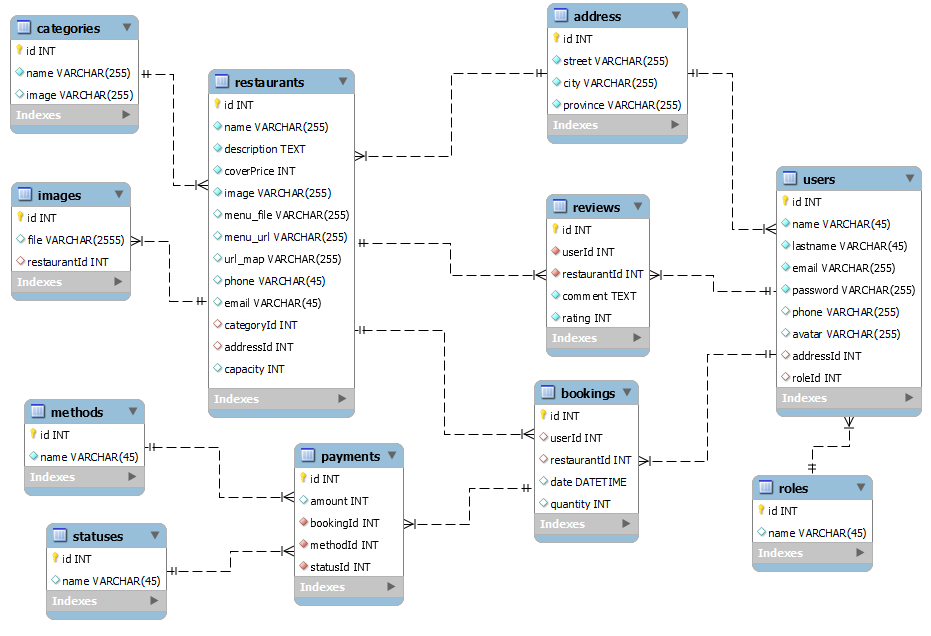 categories
id INT
name VARCHAR(255)
image VARCHAR(255)
Indexes
images
id INT
file VARCHAR(2555)
restaurantId INT
Indexes
restaurants
id INT
name VARCHAR(255)
description TEXT
coverPrice INT
image VARCHAR(255)
menu_file VARCHAR(255)
menu_url VARCHAR(255)
url_map VARCHAR(255)
phone VARCHAR(45)
email VARCHAR(45)
categoryId INT
addressId INT
capacity INT
Indexes
address
id INT
street VARCHAR(255)
city VARCHAR(255)
province VARCHAR(255)
Indexes
reviews
id INT
userId INT
restaurantId INT
comment TEXT
rating INT
Indexes
users
id INT
name VARCHAR(45)
lastname VARCHAR(45)
email VARCHAR(255)
password VARCHAR(255)
phone VARCHAR(255)
avatar VARCHAR(255)
addressId INT
roleId INT
Indexes
methods
id INT
name VARCHAR(45)
Indexes
statuses
id INT
name VARCHAR(45)
Indexes
payments
id INT
amount INT
bookingId INT
methodId INT
statusId INT
Indexes
bookings
id INT
userId INT
restaurantId INT
date DATETIME
quantity INT
Indexes
roles
id INT
name VARCHAR(45)
Indexes